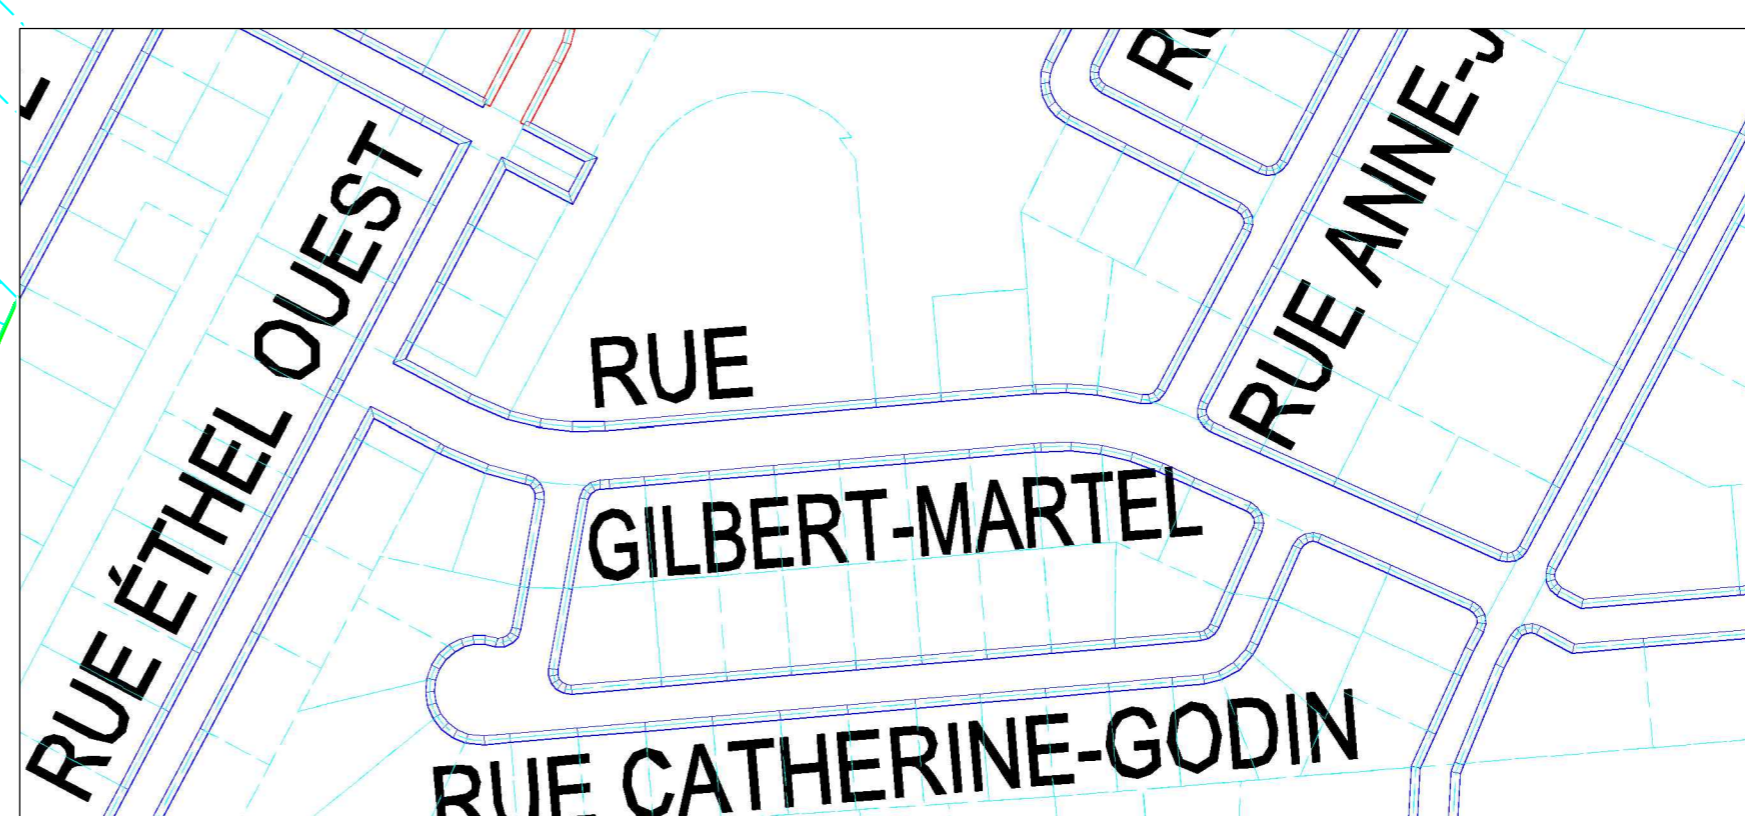 RUE ÉTHEL OUEST
RUE
GILBERT-MARTEL
RUE ANNE-J
RUE CATHERINE-GODIN